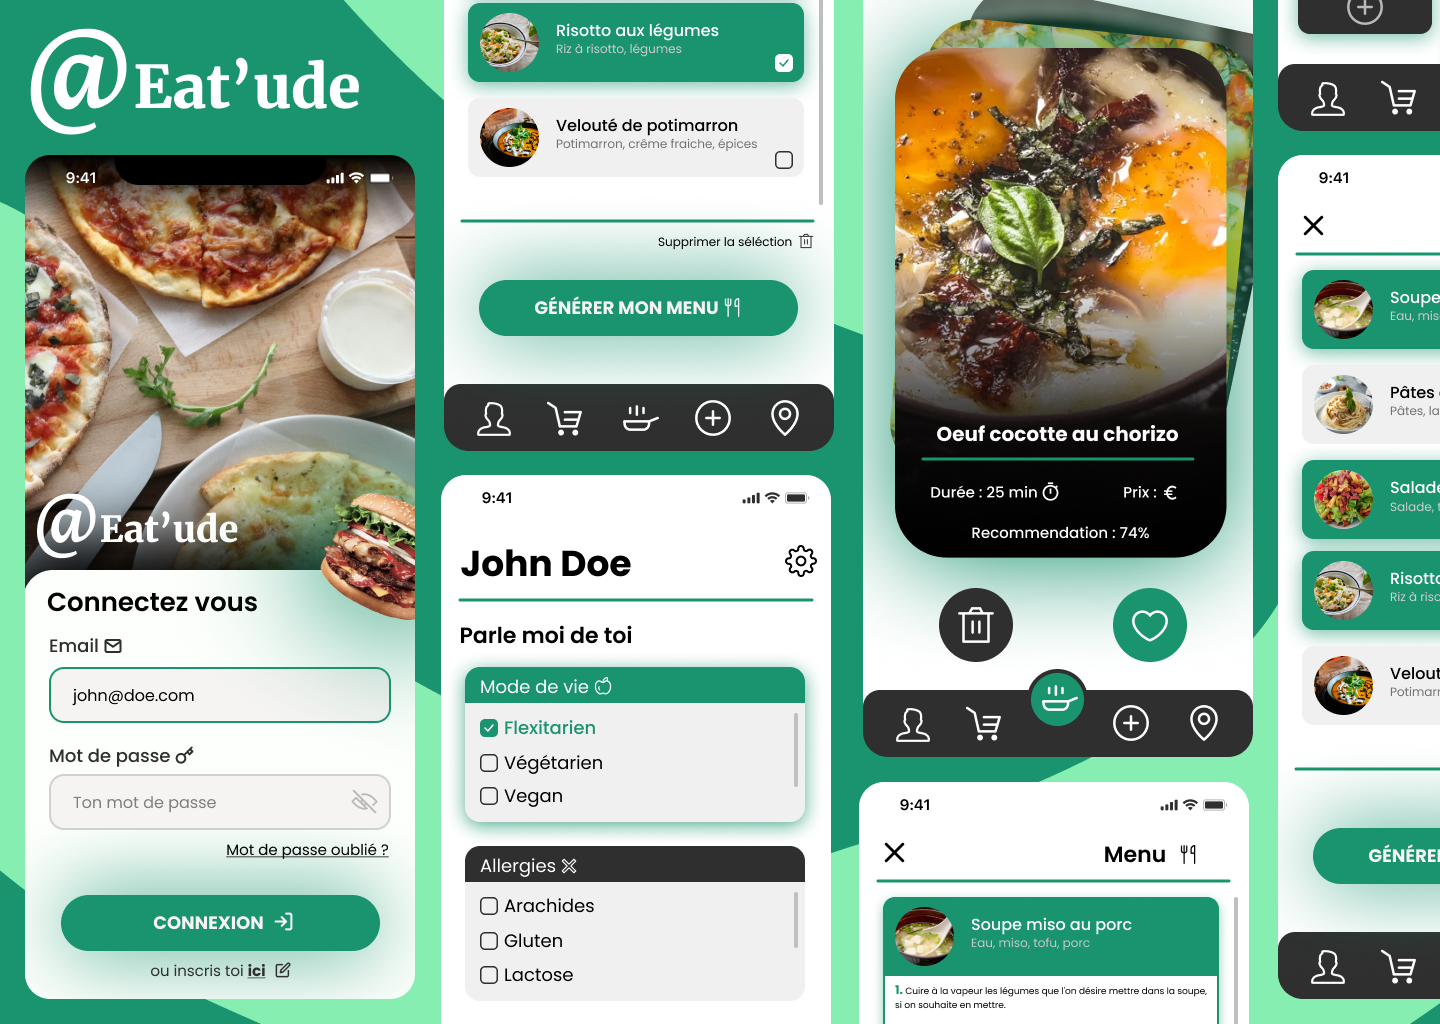 @Eat’ude
9:41
@Eat’ude
Connectez vous
Email
john@doe.com
Mot de passe
Ton mot de passe
Mot de passe oublié ?
CONNEXION
ou inscris toi ici
Risotto aux légumes
Riz à risotto, légumes
Velouté de potimarron
Potimarron, crême fraiche, épices
Supprimer la séléction
GÉNÉRER MON MENU
9:41
John Doe
Parle moi de toi
Mode de vie
Flexitarien
Végétarien
Vegan
Allergies
Arachides
Gluten
Lactose
Oeuf cocotte au chorizo
Durée : 25 min
Prix : €
Recommendation : 74%
9:41
Menu
Soupe miso au porc
Eau, miso, tofu, porc
1. Cuire à la vapeur les légumes que l'on désire mettre dans la soupe,
si on souhaite en mettre.
9:41
Soupe
Eau, mis
Pâtes
Pâtes, la
Salade
Salade, t
Risotto
Riz à riso
Velout
Potimarr
GÉNÉRE